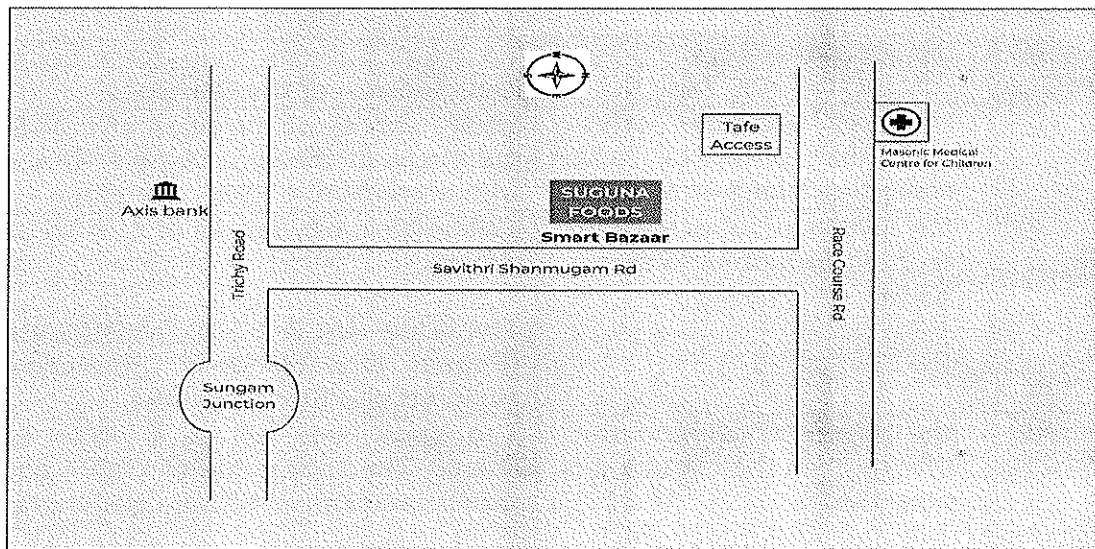 Tafe
Access
Masonic Medical
Centre for Children
Axis bank
SUGUNA
FOODS
Smart Bazaar
Savithri Shanmugam Rd
Trichy Road
Race Course Rd
Sungam
Junction